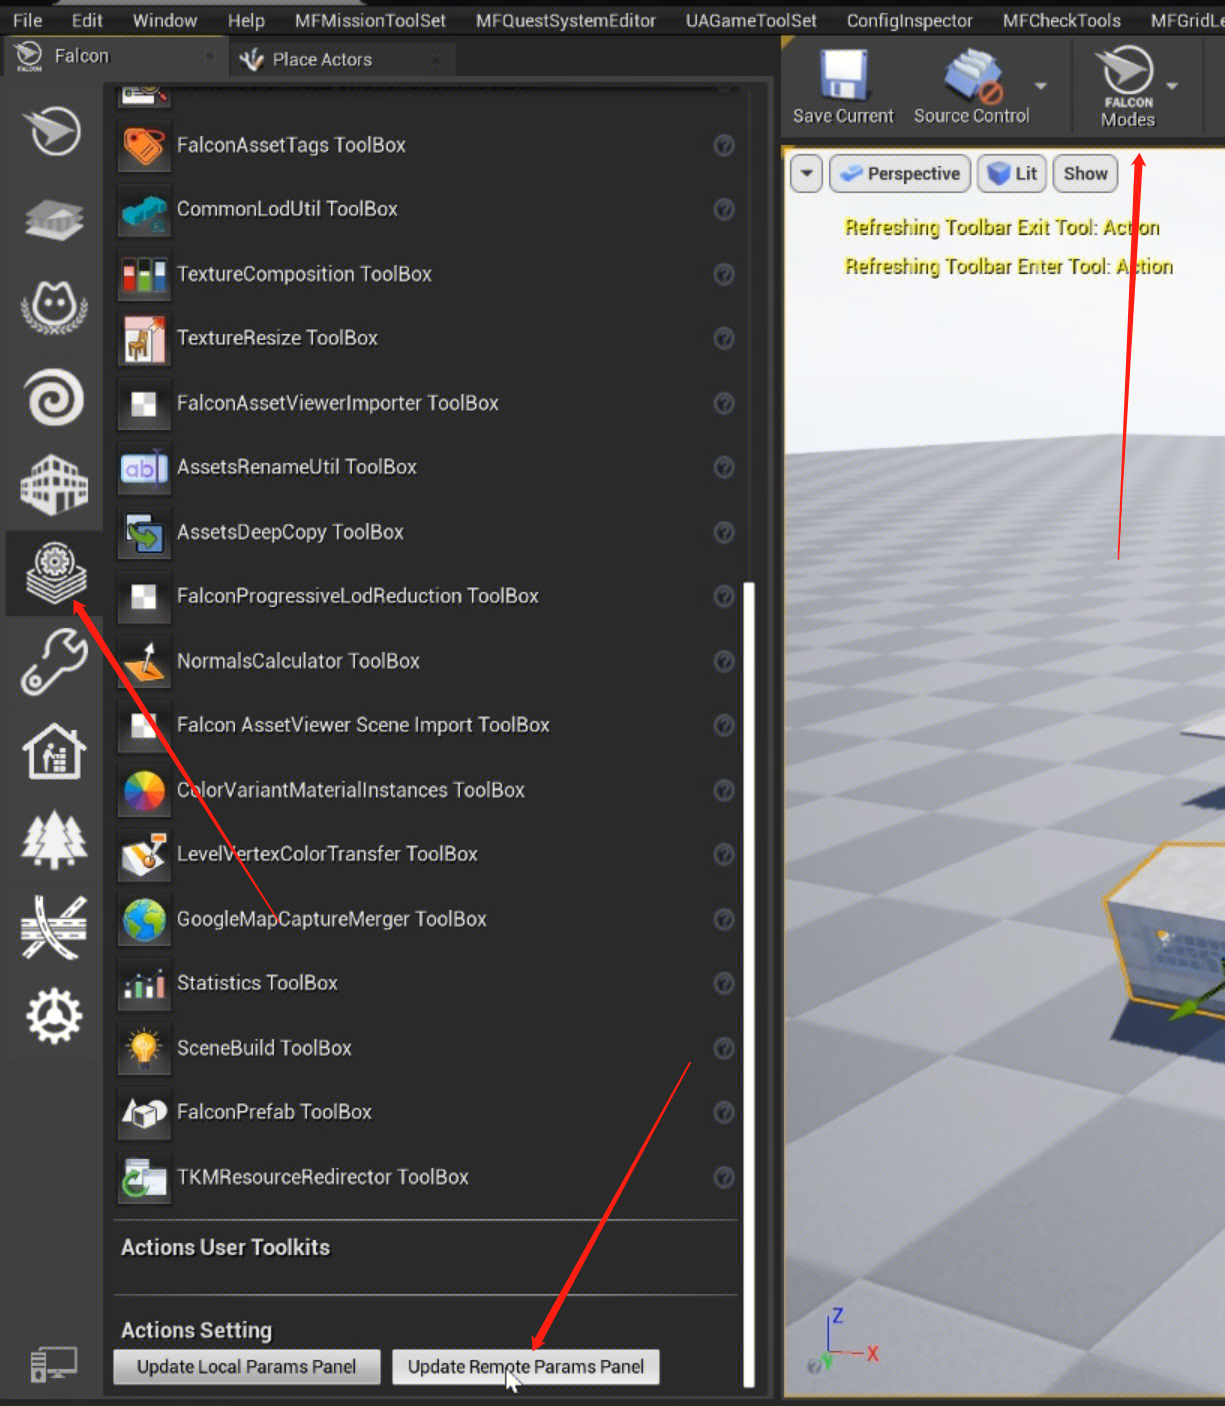 File Edit Window Help MFMissionToolSet MFQuestSystemEditor UAGameToolSet ConfigInspector MFCheckTools
FALCON
Falcon
Place Actors
Save Current
Source Control
FALCON
Modes
Perspective
Lit
Show
Refreshing Toolbar Exit Tool: Action
Refreshing Toolbar Enter Tool: Action
FalconAssetTags ToolBox
CommonLodUtil ToolBox
TextureComposition ToolBox
TextureResize ToolBox
FalconAssetViewerImporter ToolBox
ab
AssetsRenameUtil ToolBox
AssetsDeepCopy ToolBox
FalconProgressiveLodReduction ToolBox
NormalsCalculator ToolBox
Falcon AssetViewer Scene Import ToolBox
ColorVariantMaterialInstances ToolBox
LevelVertexColorTransfer ToolBox
GoogleMapCaptureMerger ToolBox
Statistics ToolBox
SceneBuild ToolBox
FalconPrefab ToolBox
TKMResourceRedirector ToolBox
Actions User Toolkits
Actions Setting
Update Local Params Panel
Update Remote Params Panel
Z
X
Y